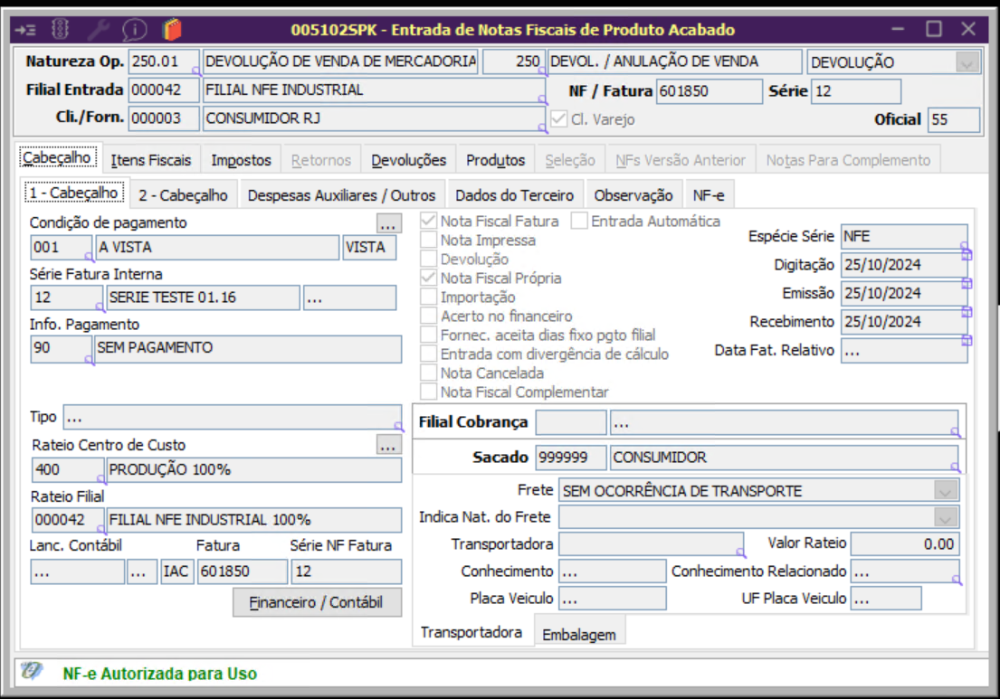 005102SPK - Entrada de Notas Fiscais de Produto Acabado
Natureza Op. 250.01 DEVOLUÇÃO DE VENDA DE MERCADORIA 250 DEVOL. / ANULAÇÃO DE VENDA DEVOLUÇÃO
Filial Entrada 000042 FILIAL NFE INDUSTRIAL NF / Fatura 601850 Série 12
Cli./Forn. 000003 CONSUMIDOR RJ Cl. Varejo Oficial 55
Cabeçalho Itens Fiscais Impostos Retornos Devoluções Produtos Seleção NFs Versão Anterior Notas Para Complemento
1 - Cabeçalho 2 - Cabeçalho Despesas Auxiliares / Outros Dados do Terceiro Observação NF-e
Condição de pagamento ...
001 A VISTA VISTA
Série Fatura Interna
12 SERIE TESTE 01.16 ...
Info. Pagamento
90 SEM PAGAMENTO
Tipo ...
Rateio Centro de Custo ...
400 PRODUÇÃO 100%
Rateio Filial
000042 FILIAL NFE INDUSTRIAL 100%
Lanc. Contábil Fatura Série NF Fatura
... ... IAC 601850 12
Financeiro / Contábil
Nota Fiscal Fatura Entrada Automática
Nota Impressa
Devolução
Nota Fiscal Própria
Importação
Acerto no financeiro
Fornec. aceita dias fixo pgto filial
Entrada com divergência de cálculo
Nota Cancelada
Nota Fiscal Complementar
Espécie Série NFE
Digitação 25/10/2024
Emissão 25/10/2024
Recebimento 25/10/2024
Data Fat. Relativo ...
Filial Cobrança ...
Sacado 999999 CONSUMIDOR
Frete SEM OCORRÊNCIA DE TRANSPORTE
Indica Nat. do Frete
Transportadora Valor Rateio 0.00
Conhecimento ... Conhecimento Relacionado ...
Placa Veiculo ... UF Placa Veiculo ...
Transportadora Embalagem
NF-e Autorizada para Uso